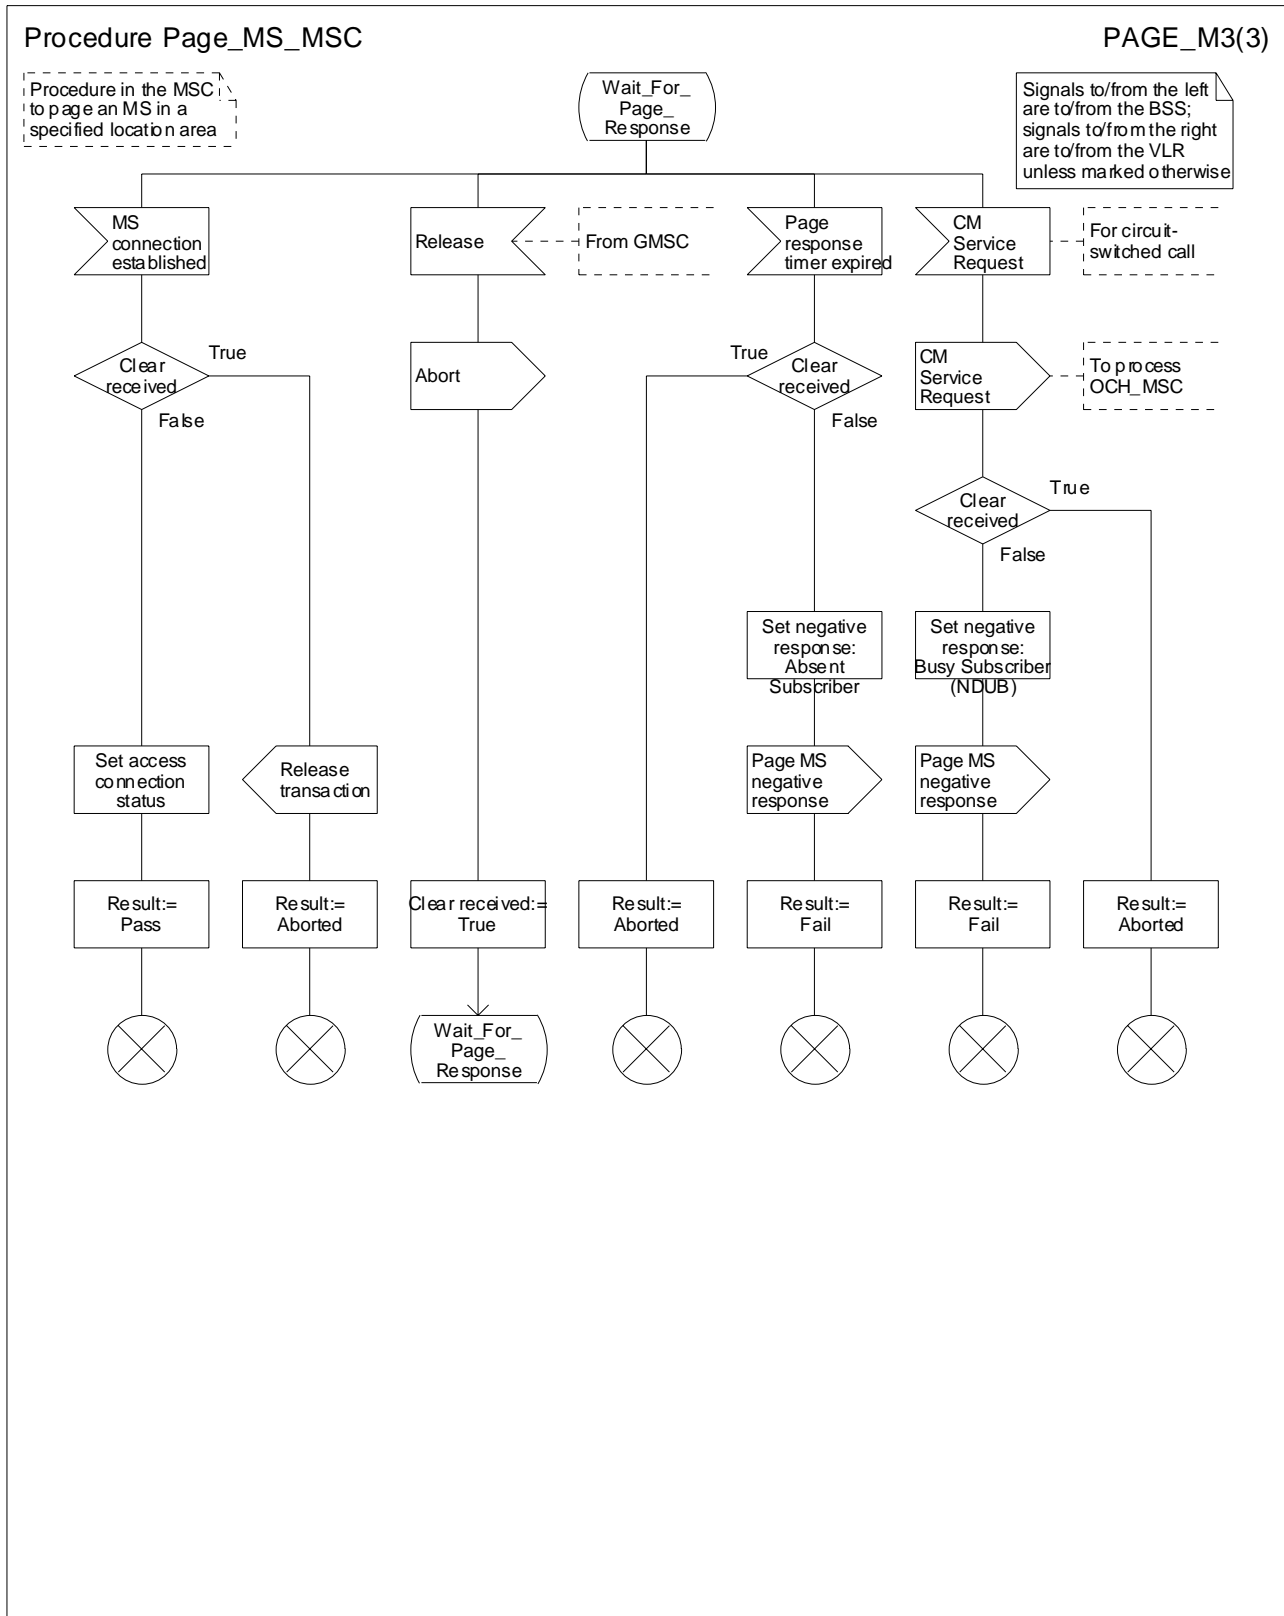 Procedure Page_MS_MSC
PAGE_M3(3)
Procedure in the MSC
to page an MS in a
specified location area
Wait_For_
Page_
Response
Signals to/from the left
are to/from the BSS;
signals to/from the right
are to/from the VLR
unless marked otherwise
MS
connection
established
Release
From GMSC
Page
response
timer expired
CM
Service
Request
For circuit-
switched call
Clear
received
True
False
Abort
True
Clear
received
False
CM
Service
Request
To process
OCH_MSC
Clear
received
True
False
Set negative
response:
Absent
Subscriber
Set negative
response:
Busy Subscriber
(NDUB)
Set access
connection
status
Release
transaction
Page MS
negative
response
Page MS
negative
response
Result:=
Pass
Result:=
Aborted
Clear received:=
True
Result:=
Aborted
Result:=
Fail
Result:=
Fail
Result:=
Aborted
Wait_For_
Page_
Response